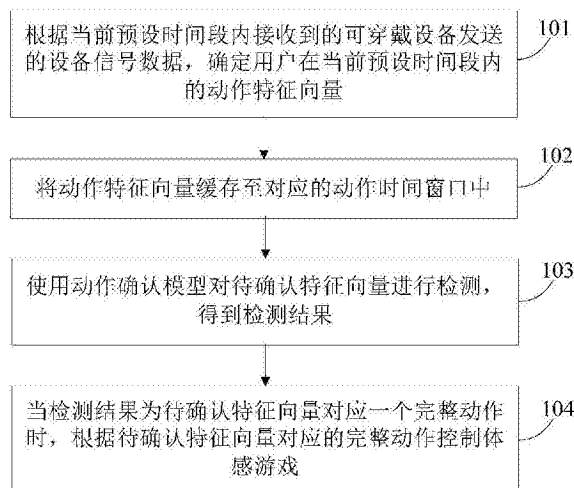 根据当前预设时间段内接收到的可穿戴设备发送
的设备信号数据，确定用户在当前预设时间段内
的动作特征向量
101
将动作特征向量缓存至对应的动作时间窗口中
102
使用动作确认模型对待确认特征向量进行检测，
得到检测结果
103
当检测结果为待确认特征向量对应一个完整动作
时，根据待确认特征向量对应的完整动作控制体
感游戏
104